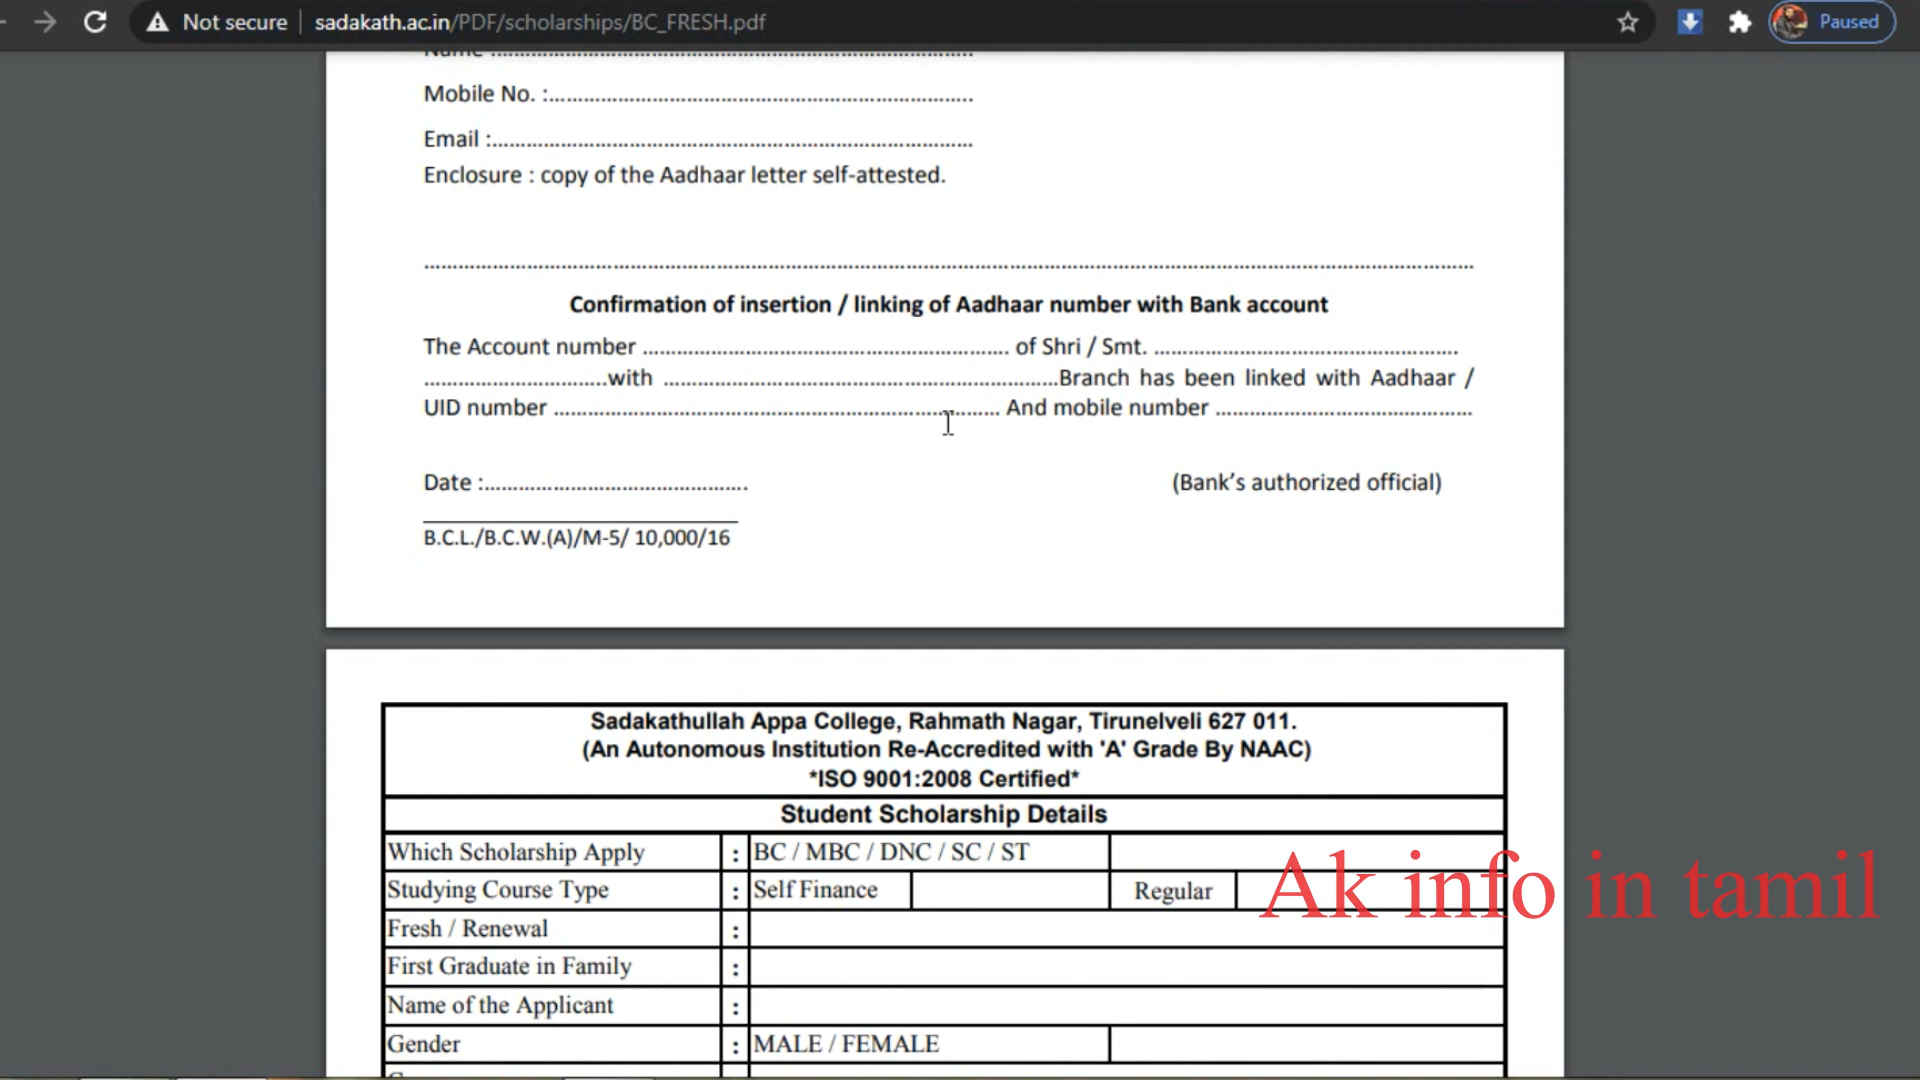 Not secure | sadakath.ac.in/PDF/scholarships/BC_FRESH.pdf
Paused
Name :..............................................................................
Mobile No. :.....................................................................
Email :..............................................................................
Enclosure : copy of the Aadhaar letter self-attested.
................................................................................................................................................
Confirmation of insertion / linking of Aadhaar number with Bank account
The Account number ............................................................ of Shri / Smt. ..................................................
..............................with .................................................................Branch has been linked with Aadhaar /
UID number ......................................................................... And mobile number ..........................................
Date :............................................ (Bank's authorized official)
B.C.L./B.C.W.(A)/M-5/ 10,000/16
Sadakathullah Appa College, Rahmath Nagar, Tirunelveli 627 011.
(An Autonomous Institution Re-Accredited with 'A' Grade By NAAC)
*ISO 9001:2008 Certified*
Student Scholarship Details
Which Scholarship Apply : BC / MBC / DNC / SC / ST
Studying Course Type : Self Finance Regular
Ak info in tamil
Fresh / Renewal :
First Graduate in Family :
Name of the Applicant :
Gender : MALE / FEMALE